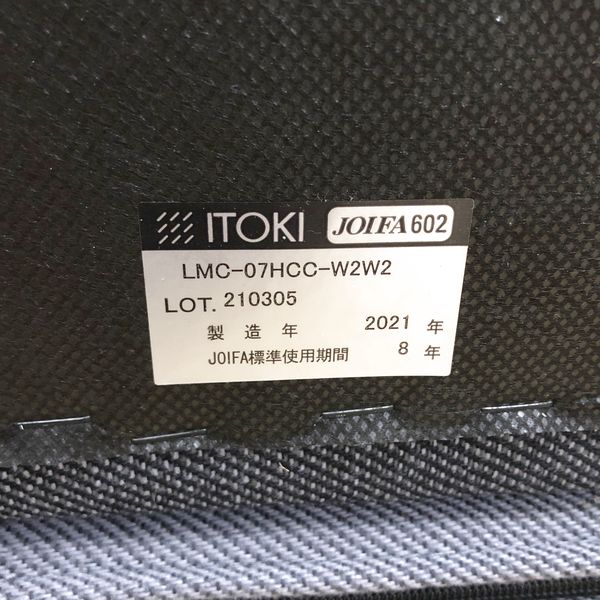 ITOKI JOIFA 602
LMC-07HCC-W2W2
LOT. 210305
製造年 2021 年
JOIFA標準使用期間 8 年